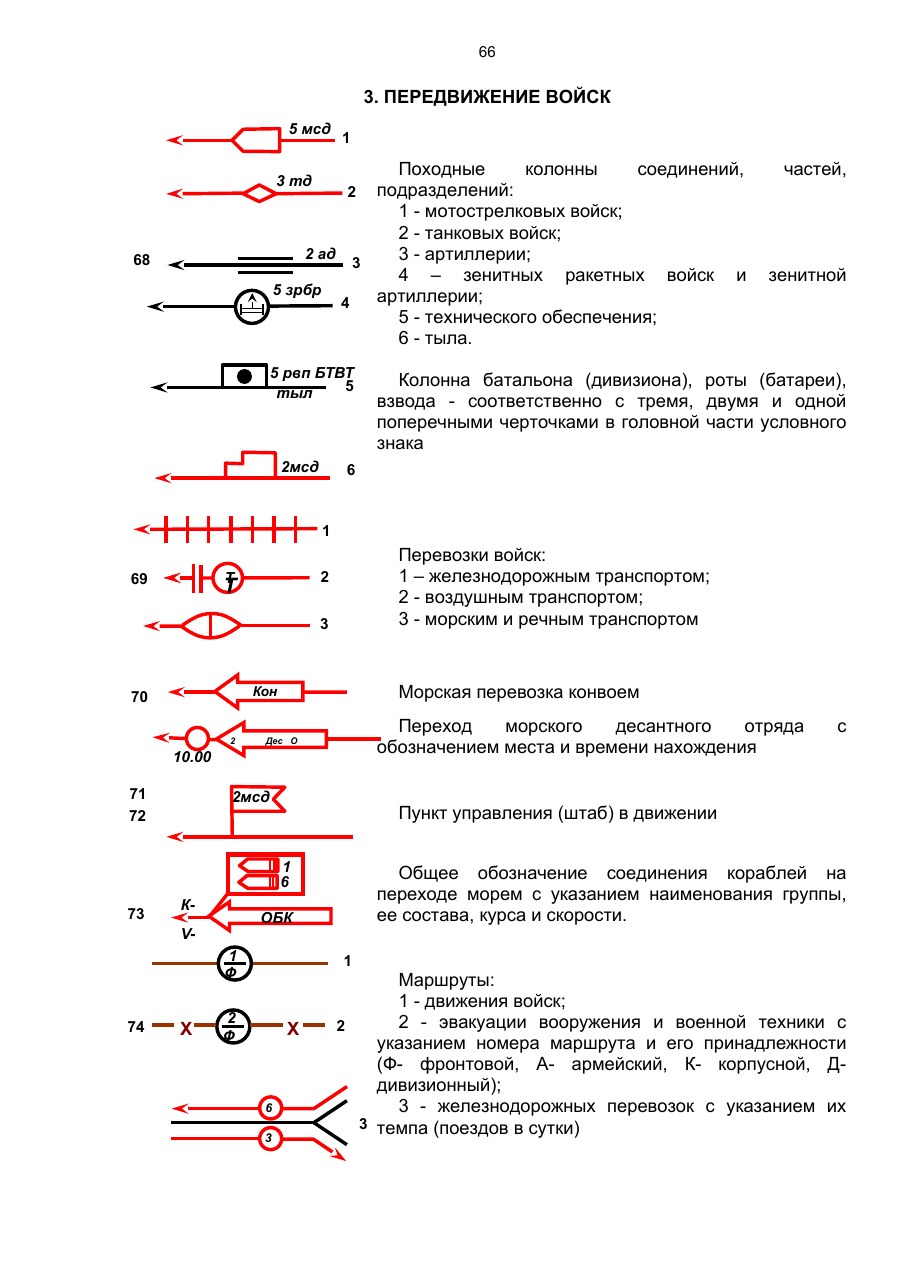 66
3. ПЕРЕДВИЖЕНИЕ ВОЙСК
5 мсд
1
3 тд
2
68
2 ад
3
5 зрбр
4
5 рвп БТВТ
тыл
5
2мсд
6
Походные колонны соединений, частей,
подразделений:
1 - мотострелковых войск;
2 - танковых войск;
3 - артиллерии;
4 – зенитных ракетных войск и зенитной
артиллерии;
5 - технического обеспечения;
6 - тыла.
Колонна батальона (дивизиона), роты (батареи),
взвода - соответственно с тремя, двумя и одной
поперечными черточками в головной части условного
знака
1
69
Т
2
3
Перевозки войск:
1 – железнодорожным транспортом;
2 - воздушным транспортом;
3 - морским и речным транспортом
70
Кон
Морская перевозка конвоем
2
Дес О
10.00
Переход морского десантного отряда с
обозначением места и времени нахождения
71
72
2мсд
Пункт управления (штаб) в движении
73
1
6
К-
V-
ОБК
Общее обозначение соединения кораблей на
переходе морем с указанием наименования группы,
ее состава, курса и скорости.
1
Ф
1
74
Х
2
Ф
Х
2
6
3
3
Маршруты:
1 - движения войск;
2 - эвакуации вооружения и военной техники с
указанием номера маршрута и его принадлежности
(Ф- фронтовой, А- армейский, К- корпусной, Д-
дивизионный);
3 - железнодорожных перевозок с указанием их
темпа (поездов в сутки)